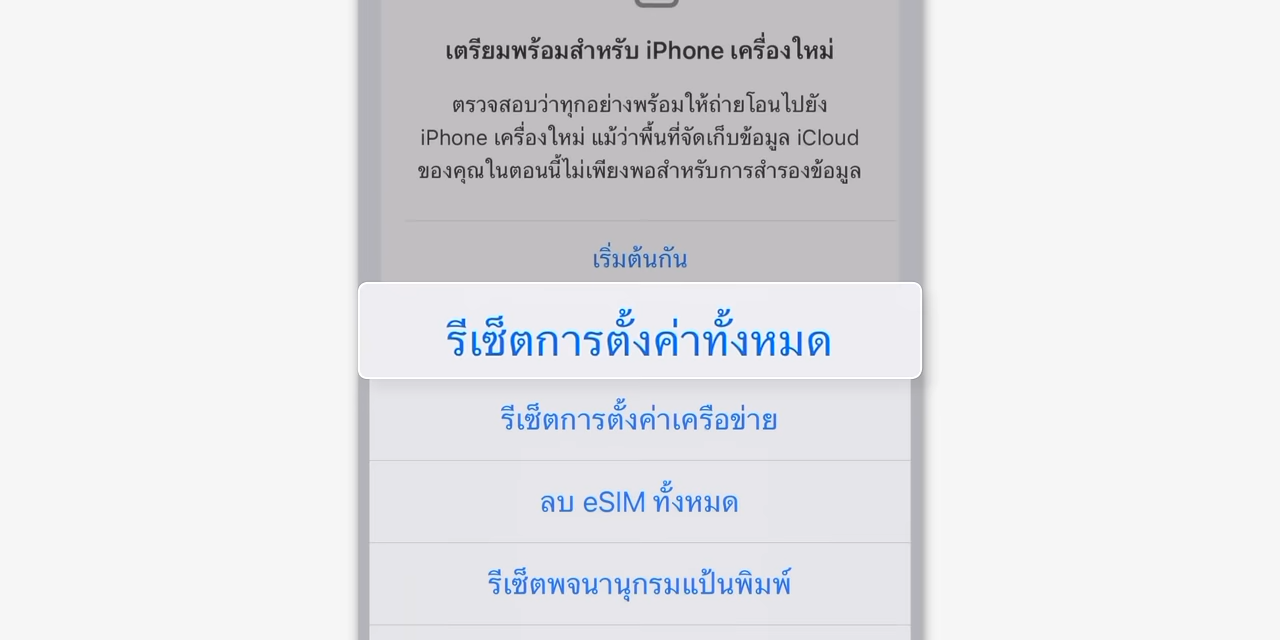 เตรียมพร้อมสำหรับ iPhone เครื่องใหม่
ตรวจสอบว่าทุกอย่างพร้อมให้ถ่ายโอนไปยัง
iPhone เครื่องใหม่ แม้ว่าพื้นที่จัดเก็บข้อมูล iCloud
ของคุณในตอนนี้ไม่เพียงพอสำหรับการสำรองข้อมูล
เริ่มต้นกัน
รีเซ็ตการตั้งค่าทั้งหมด
รีเซ็ตการตั้งค่าเครือข่าย
ลบ eSIM ทั้งหมด
รีเซ็ตพจนานุกรมแป้นพิมพ์